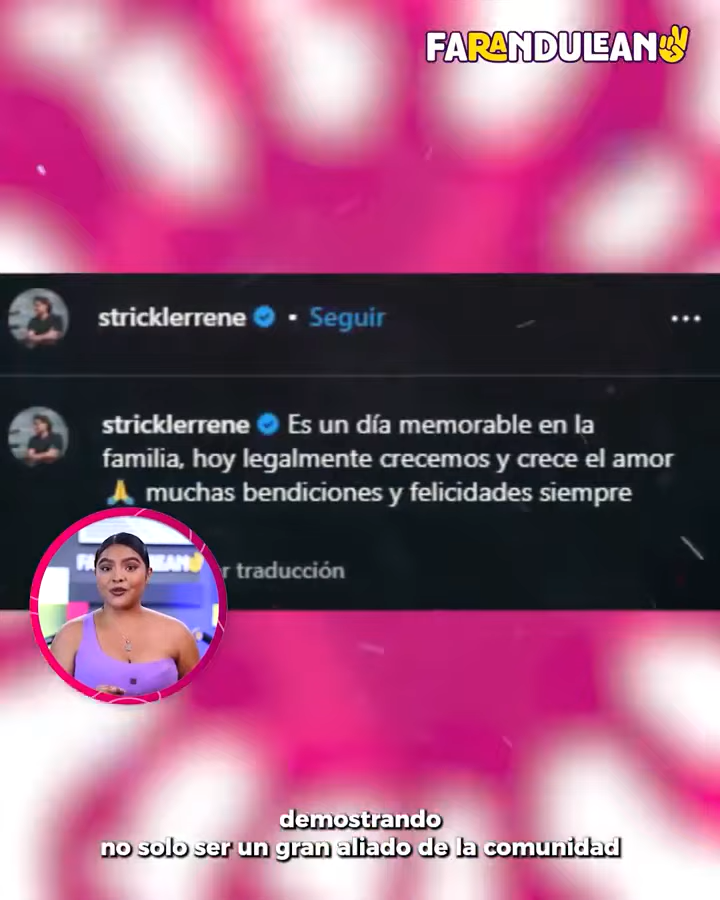 FARANDULEANO
stricklerrene • Seguir
stricklerrene Es un día memorable en la
familia, hoy legalmente crecemos y crece el amor
🙏 muchas bendiciones y felicidades siempre
r traducción
demostrando
no solo ser un gran aliado de la comunidad